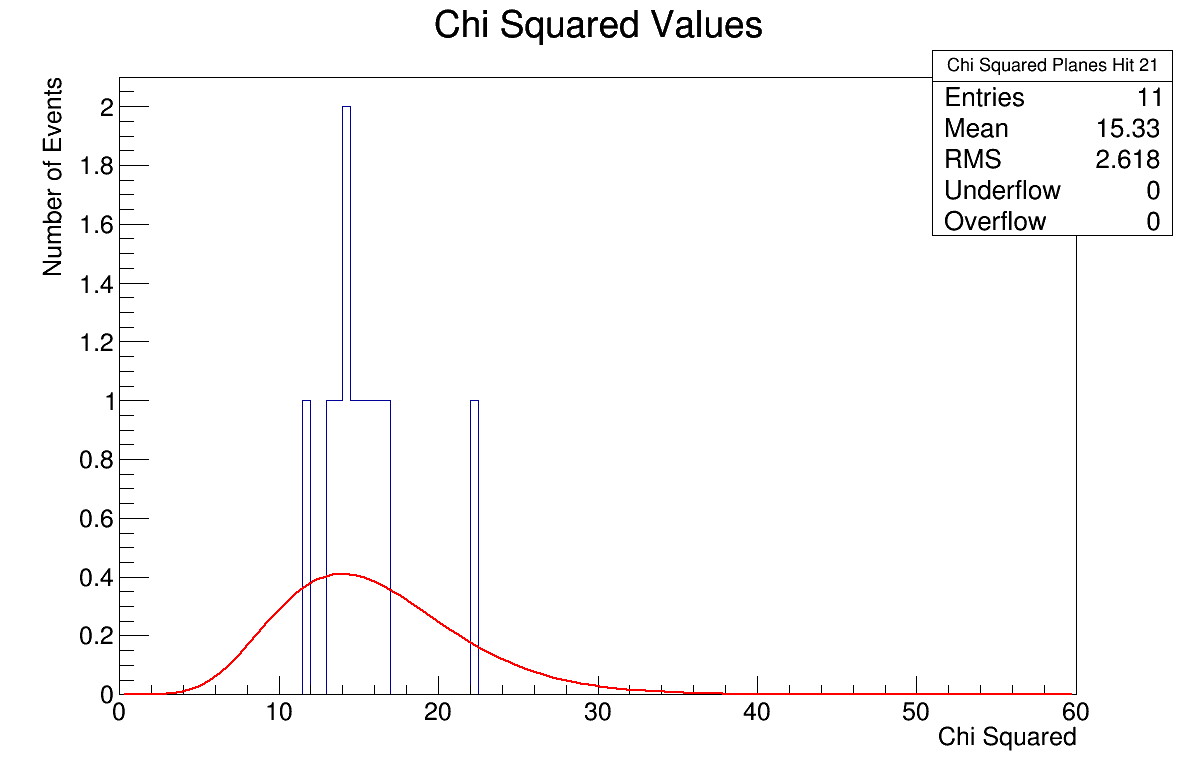 Chi Squared Values
Chi Squared Planes Hit 21
Entries 11
Mean 15.33
RMS 2.618
Underflow 0
Overflow 0
Number of Events
2
1.8
1.6
1.4
1.2
1
0.8
0.6
0.4
0.2
0
0 10 20 30 40 50 60
Chi Squared